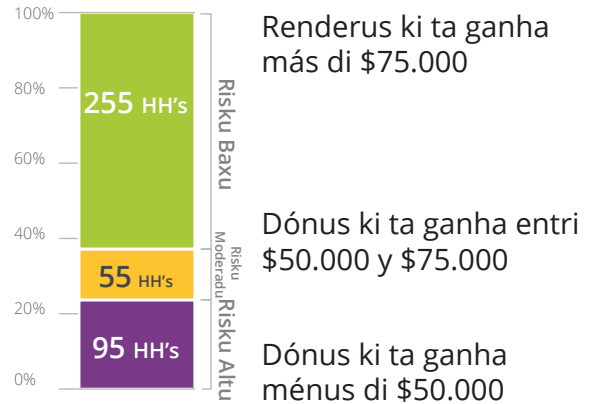 100%
80%
60%
40%
20%
0%
255 HH's
55 HH's
95 HH's
Risku Baxu
Risku
Moderadu
Risku Altu
Renderus ki ta ganha
más di $75.000
Dónus ki ta ganha entri
$50.000 y $75.000
Dónus ki ta ganha
ménus di $50.000